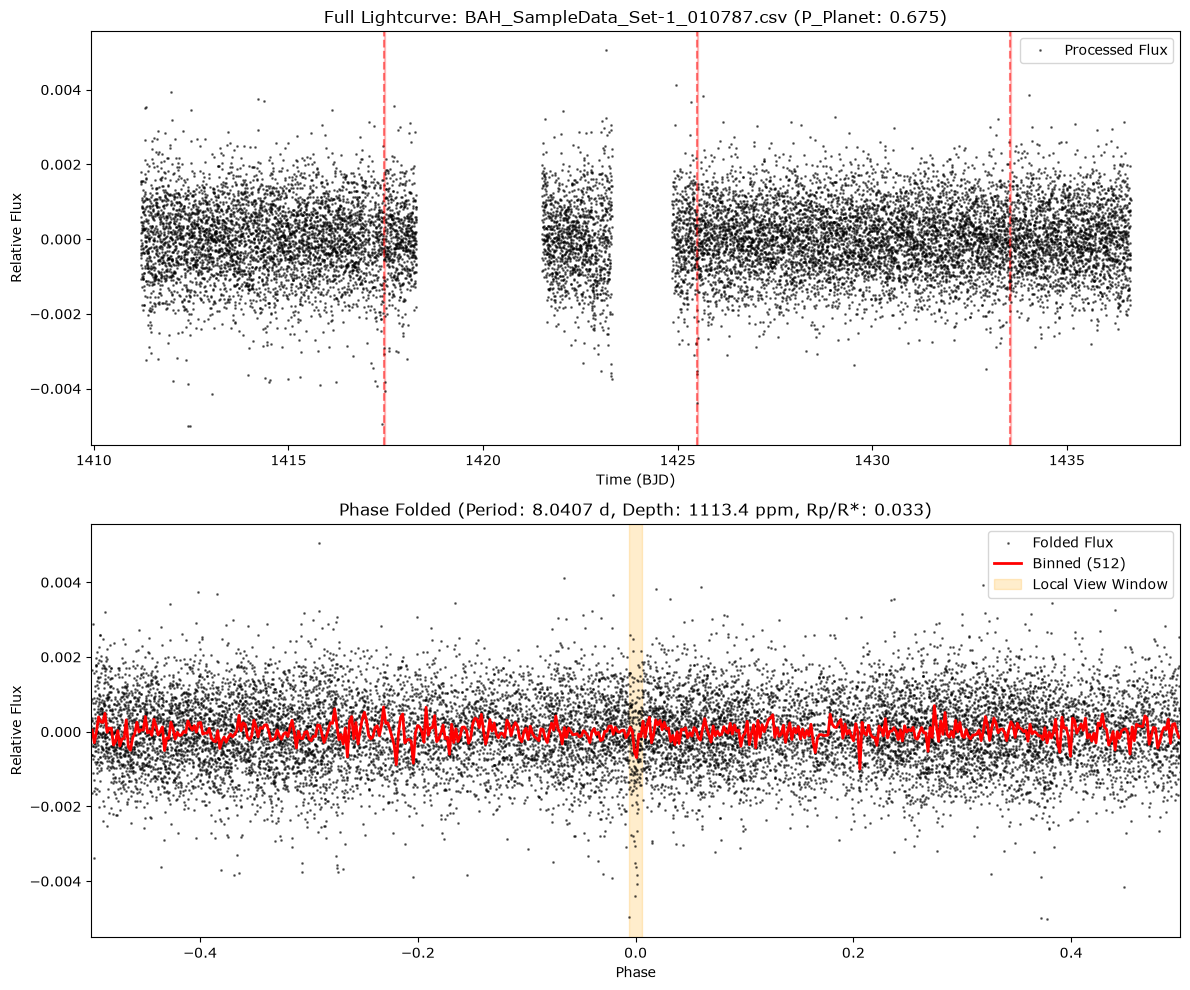 Full Lightcurve: BAH_SampleData_Set-1_010787.csv (P_Planet: 0.675)
Processed Flux
Relative Flux
0.004
0.002
0.000
−0.002
−0.004
1410
1415
1420
1425
1430
1435
Time (BJD)
Phase Folded (Period: 8.0407 d, Depth: 1113.4 ppm, Rp/R*: 0.033)
Folded Flux
Binned (512)
Local View Window
Relative Flux
0.004
0.002
0.000
−0.002
−0.004
−0.4
−0.2
0.0
0.2
0.4
Phase